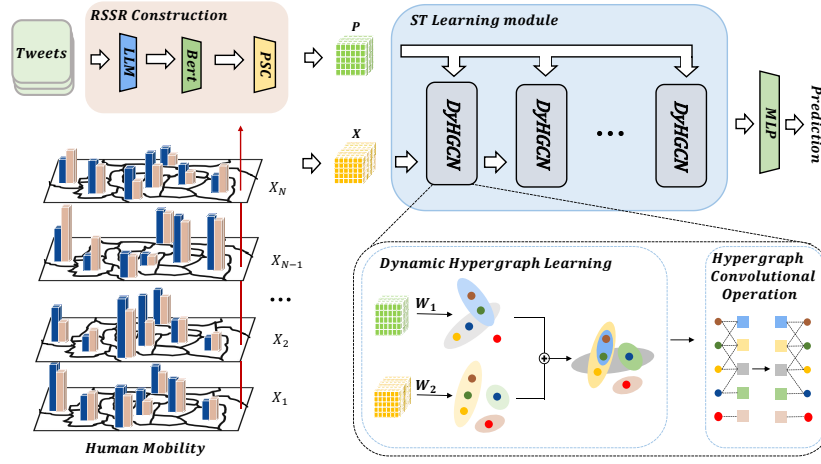 RSSR Construction
Tweets
LLM
Bert
PSC
P
ST Learning module
DyHGCN
DyHGCN
...
DyHGCN
MLP
Prediction
X
X_N
X_{N-1}
...
X_2
X_1
Human Mobility
Dynamic Hypergraph Learning
W_1
W_2
Hypergraph
Convolutional
Operation